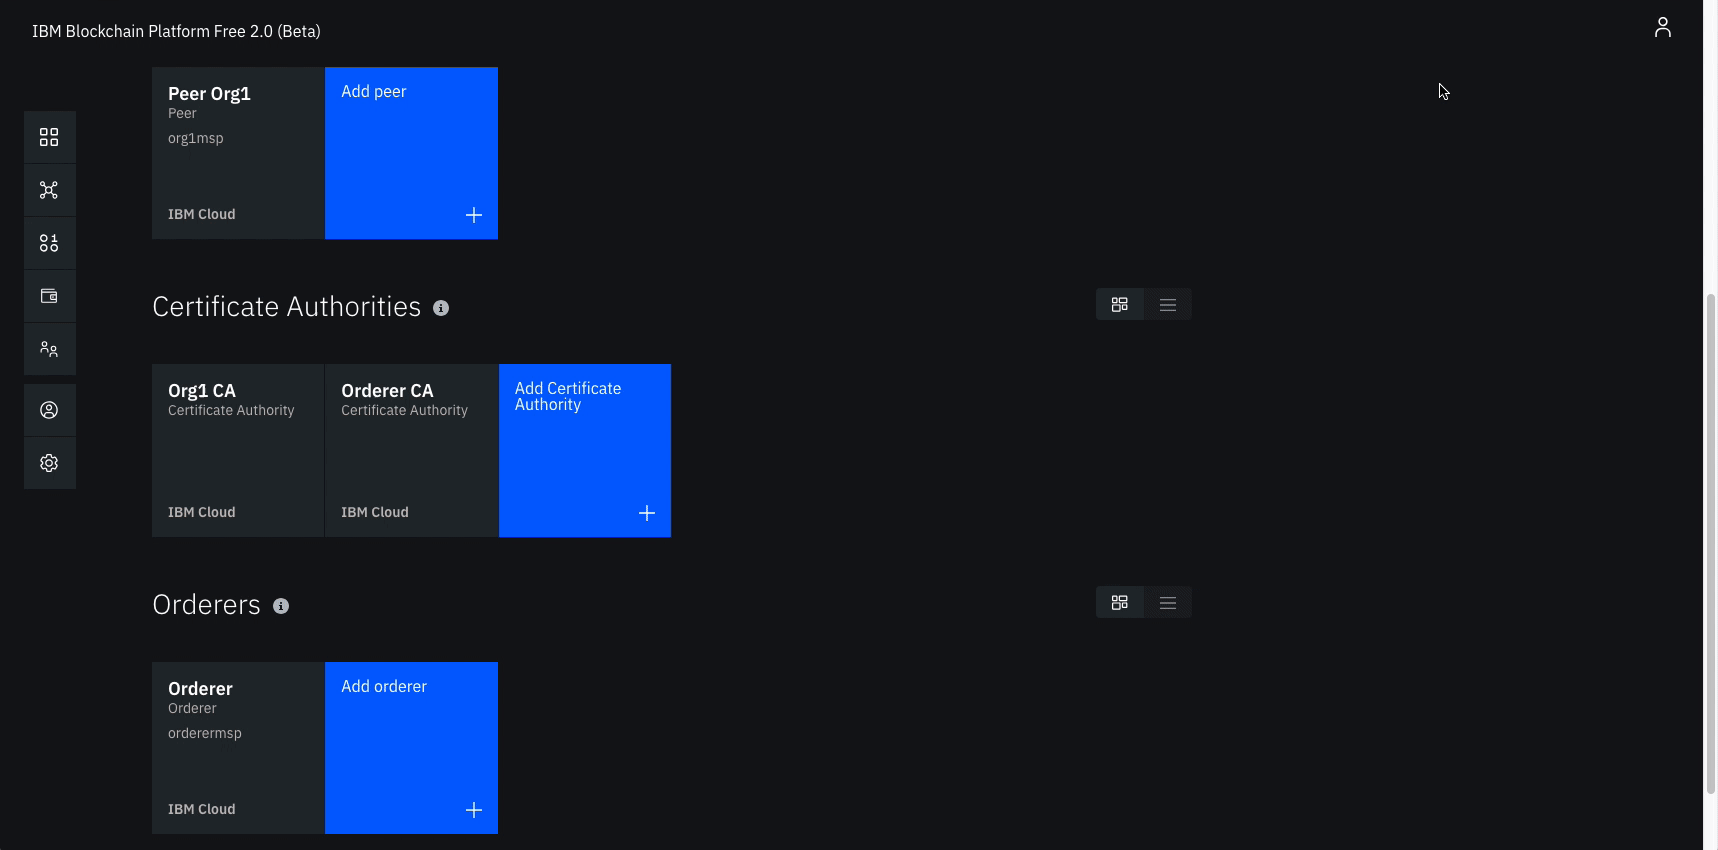 IBM Blockchain Platform Free 2.0 (Beta)
Peer Org1
Peer
org1msp
IBM Cloud
Add peer
Certificate Authorities
Org1 CA
Certificate Authority
IBM Cloud
Orderer CA
Certificate Authority
IBM Cloud
Add Certificate
Authority
Orderers
Orderer
Orderer
orderermsp
IBM Cloud
Add orderer